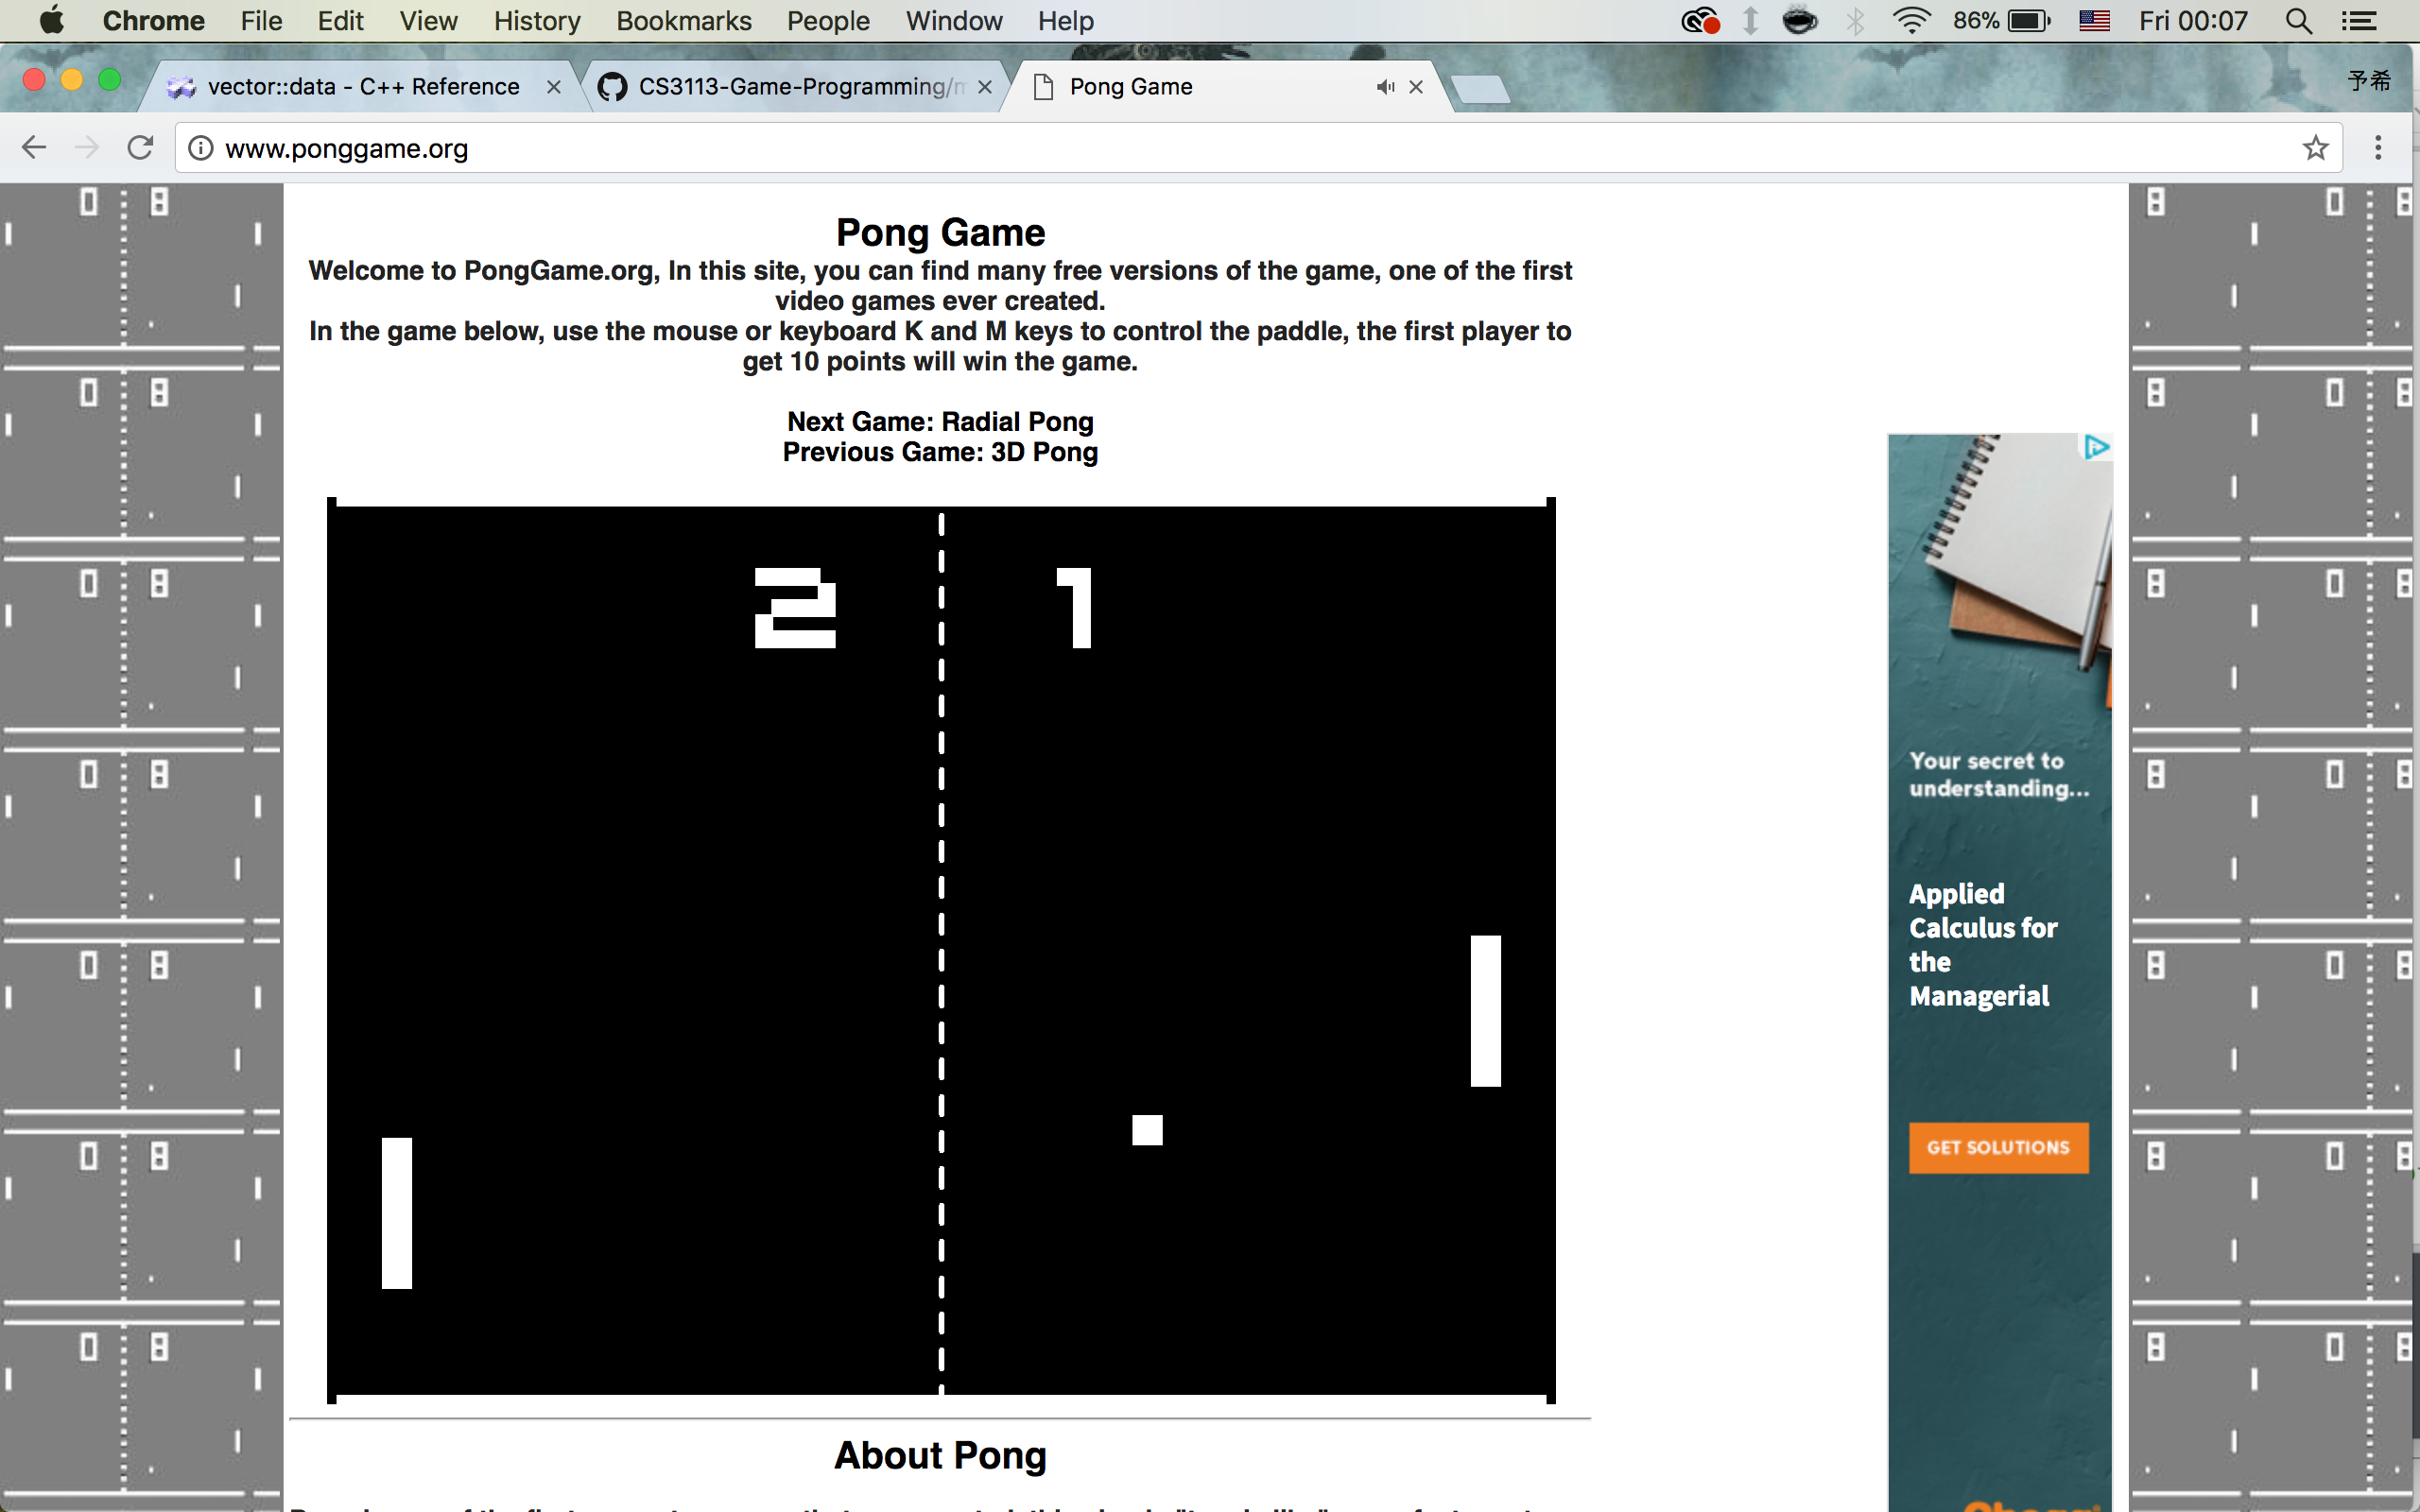 Chrome File Edit View History Bookmarks People Window Help 86% Fri 00:07
vector::data - C++ Reference
CS3113-Game-Programming/
Pong Game
予希
www.ponggame.org
Pong Game
Welcome to PongGame.org, In this site, you can find many free versions of the game, one of the first
video games ever created.
In the game below, use the mouse or keyboard K and M keys to control the paddle, the first player to
get 10 points will win the game.
Next Game: Radial Pong
Previous Game: 3D Pong
2 1
Your secret to
understanding...
Applied
Calculus for
the
Managerial
GET SOLUTIONS
About Pong